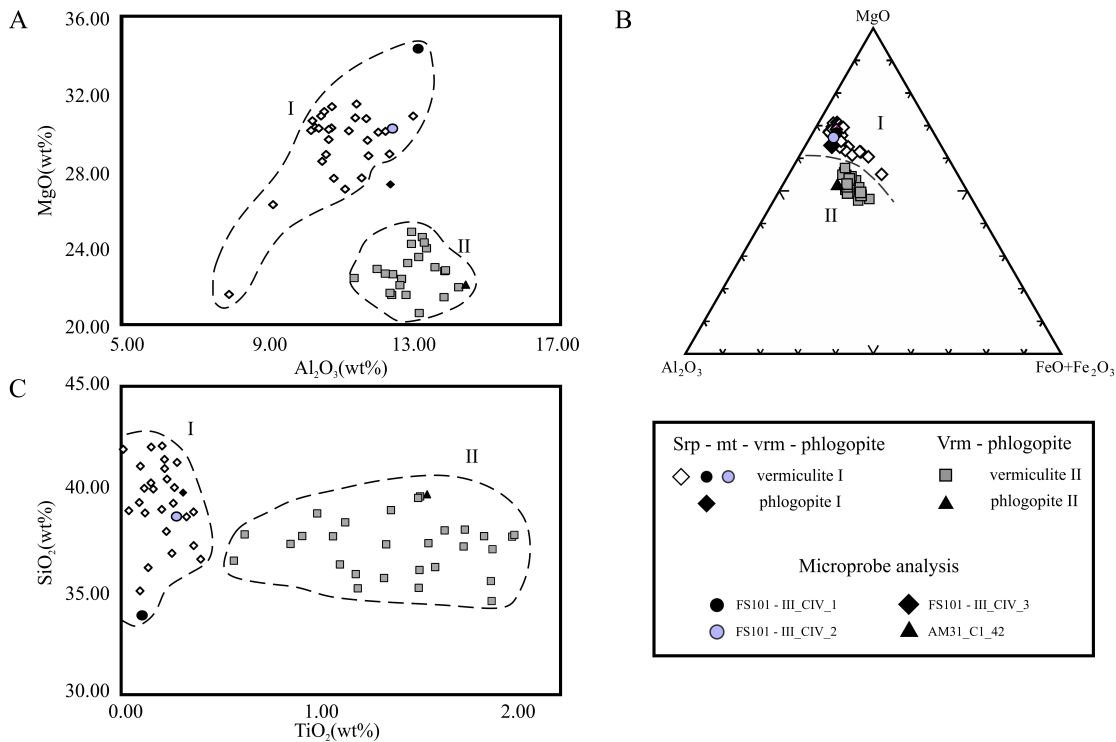 A
36.00
32.00
28.00
24.00
20.00
MgO(wt%)
I
II
5.00 9.00 13.00 17.00
Al₂O₃(wt%)
B
MgO
I
II
Al₂O₃
FeO+Fe₂O₃
C
45.00
40.00
35.00
30.00
SiO₂(wt%)
I
II
0.00 1.00 2.00
TiO₂(wt%)
Srp - mt - vrm - phlogopite
vermiculite I
phlogopite I
Vrm - phlogopite
vermiculite II
phlogopite II
Microprobe analysis
FS101 - III_CIV_1
FS101 - III_CIV_3
FS101 - III_CIV_2
AM31_C1_42